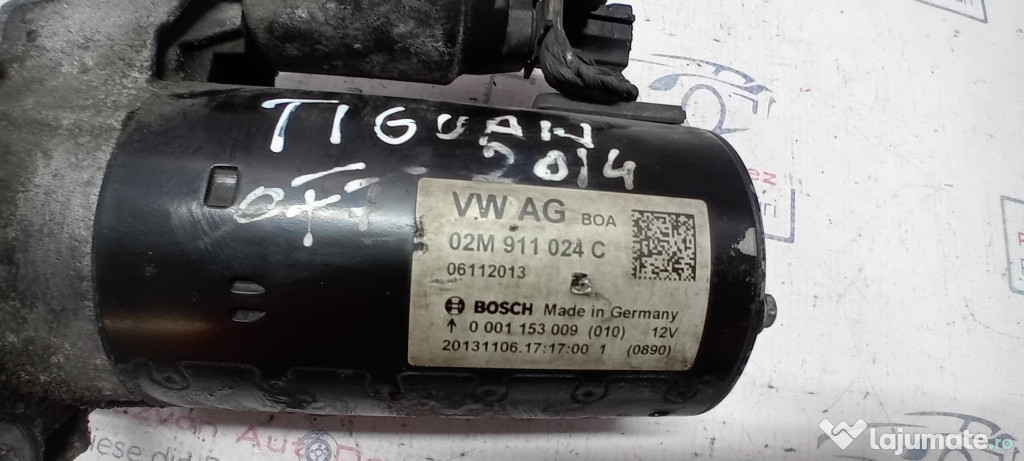 TIGUAN
2014
VW AG BOA
02M 911 024 C
06112013
BOSCH Made in Germany
0 001 153 009 (010) 12V
20131106.17:17:00 1 (0890)
lajumate.ro